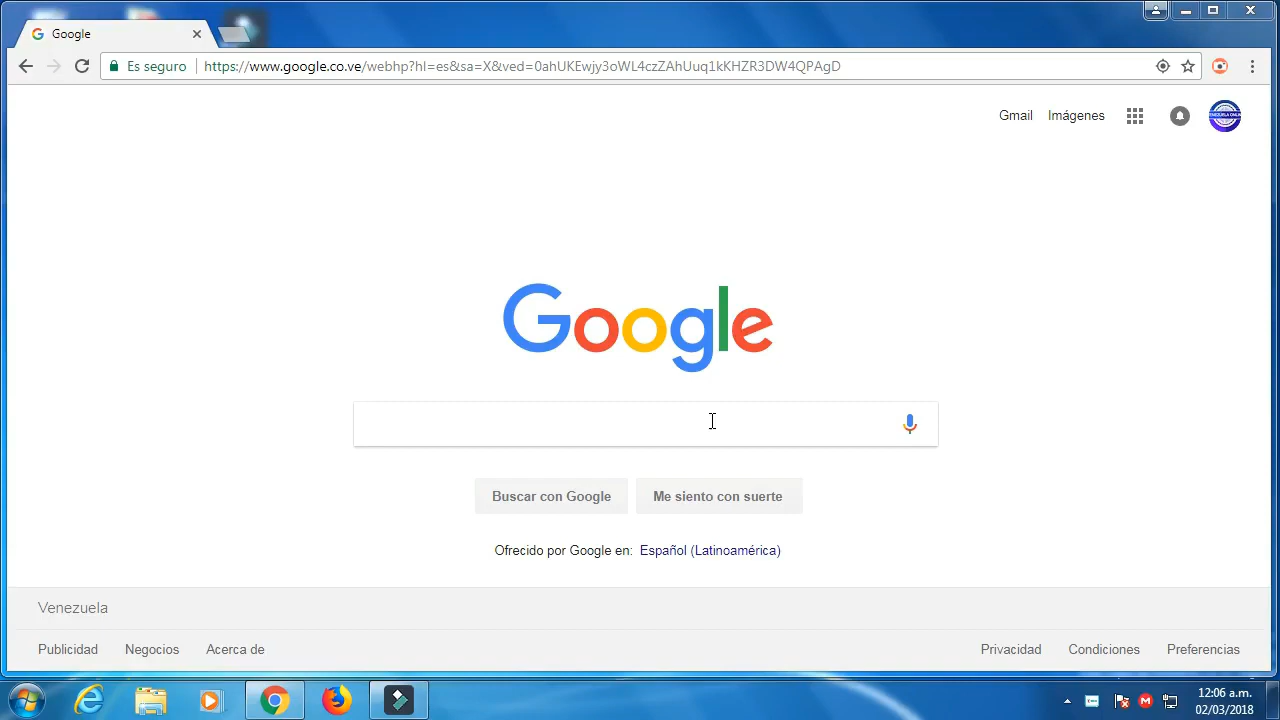 Google
Es seguro https://www.google.co.ve/webhp?hl=es&sa=X&ved=0ahUKEwjy3oWL4czZAhUuq1kKHZR3DW4QPAgD
Gmail Imágenes
Google
Buscar con Google Me siento con suerte
Ofrecido por Google en: Español (Latinoamérica)
Venezuela
Publicidad Negocios Acerca de Privacidad Condiciones Preferencias
12:06 a.m.
02/03/2018